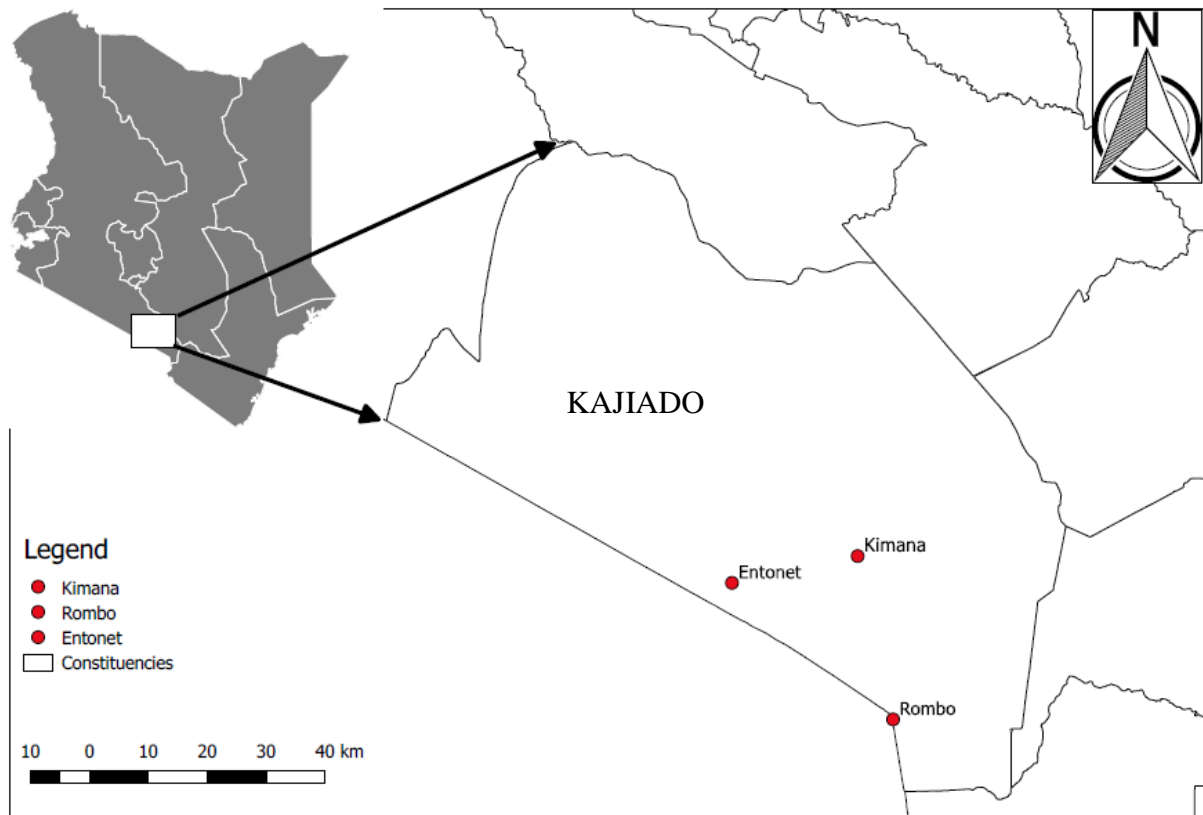 N
KAJIADO
Kimana
Entonet
Rombo
Legend
Kimana
Rombo
Entonet
Constituencies
10 0 10 20 30 40 km